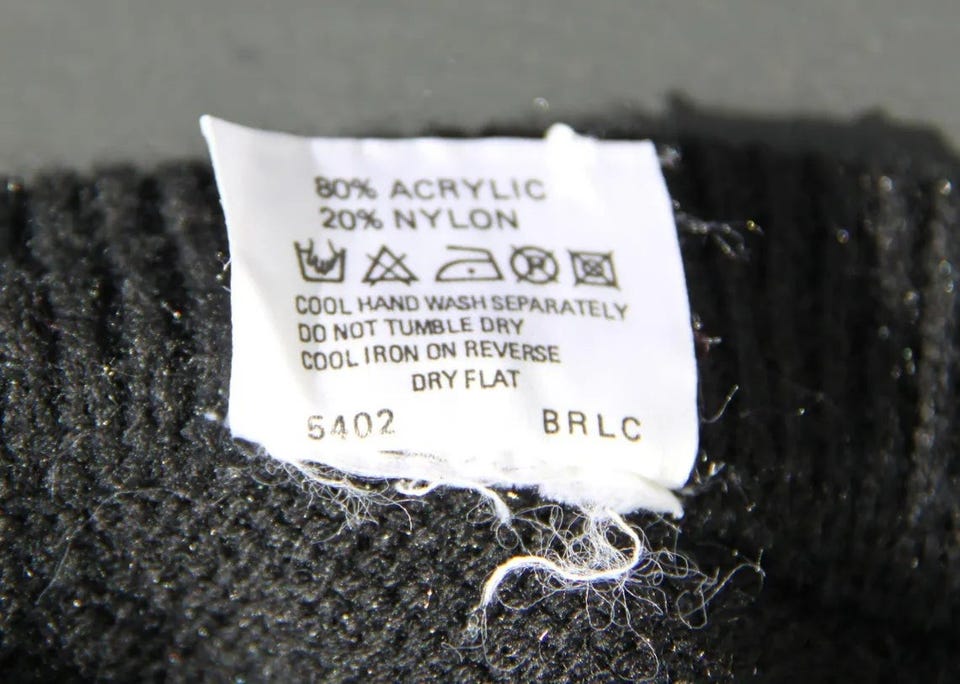 80% ACRYLIC
20% NYLON
COOL HAND WASH SEPARATELY
DO NOT TUMBLE DRY
COOL IRON ON REVERSE
DRY FLAT
5402 BRLC